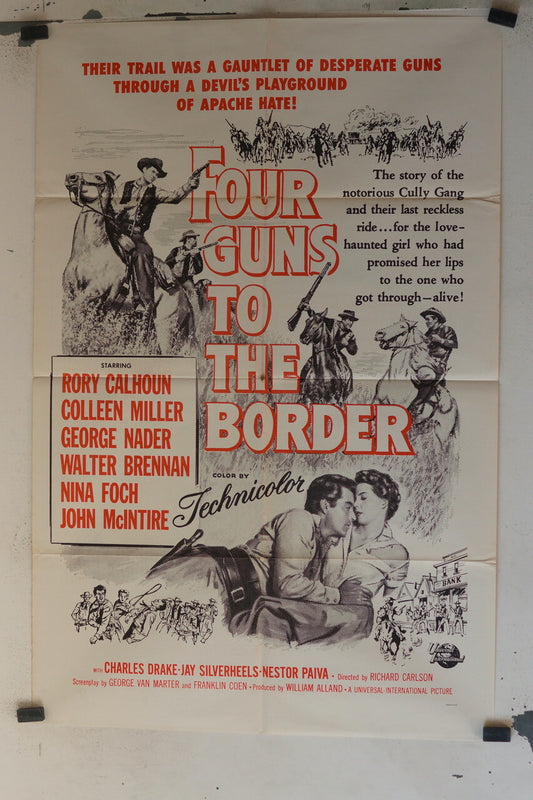 THEIR TRAIL WAS A GAUNTLET OF DESPERATE GUNS
THROUGH A DEVIL'S PLAYGROUND
OF APACHE HATE!
FOUR
GUNS
TO
THE
BORDER
The story of the
notorious Cully Gang
and their last reckless
ride...for the love-
haunted girl who had
promised her lips
to the one who
got through—alive!
STARRING
RORY CALHOUN
COLLEEN MILLER
GEORGE NADER
WALTER BRENNAN
NINA FOCH
JOHN McINTIRE
COLOR BY
Technicolor
BANK
Universal
International
WITH CHARLES DRAKE • JAY SILVERHEELS • NESTOR PAIVA • Directed by RICHARD CARLSON
Screenplay by GEORGE VAN MARTER and FRANKLIN COEN • Produced by WILLIAM ALLAND • A UNIVERSAL-INTERNATIONAL PICTURE